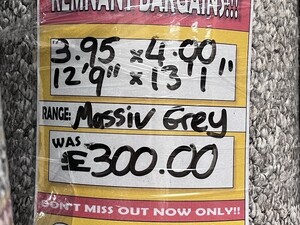 REMNANT BARGAINS!!
3.95 x 4.00
12'9" x 13'1"
RANGE: Massiv Grey
WAS
£300.00
DON'T MISS OUT NOW ONLY!!